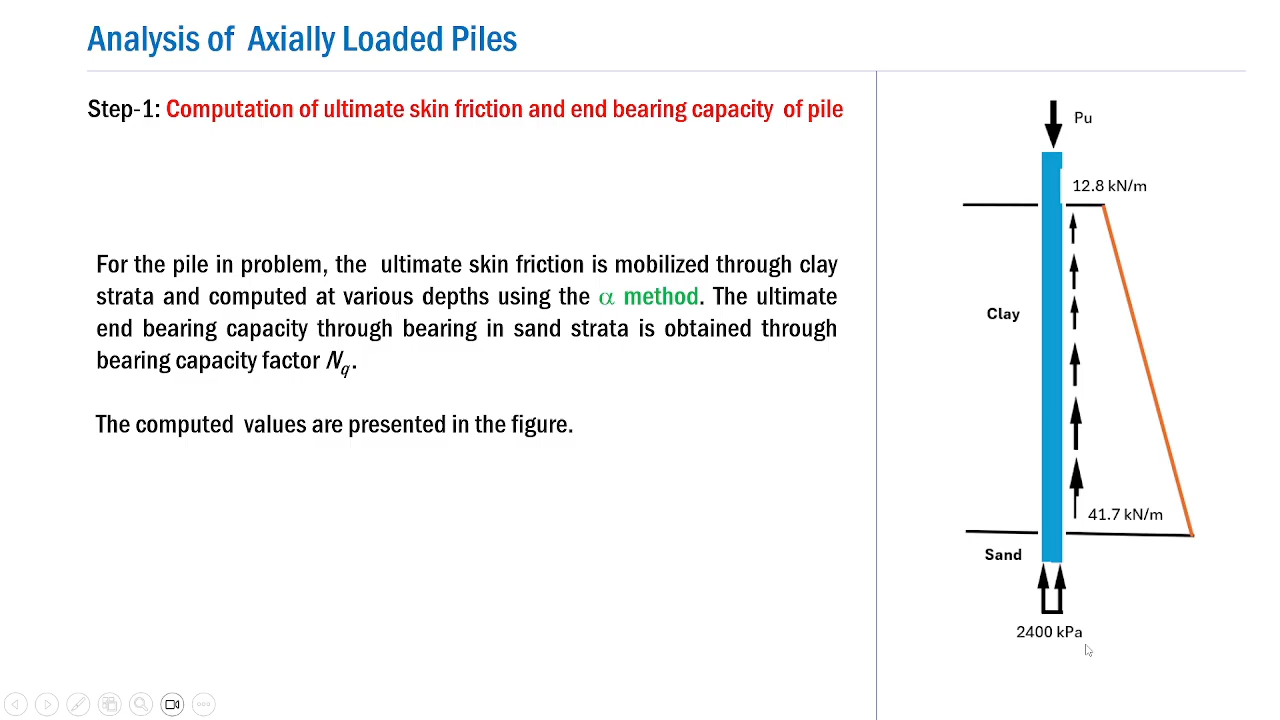 Analysis of Axially Loaded Piles
Step-1: Computation of ultimate skin friction and end bearing capacity of pile
For the pile in problem, the ultimate skin friction is mobilized through clay
strata and computed at various depths using the α method. The ultimate
end bearing capacity through bearing in sand strata is obtained through
bearing capacity factor Nq.
The computed values are presented in the figure.
Pu
12.8 kN/m
Clay
41.7 kN/m
Sand
2400 kPa